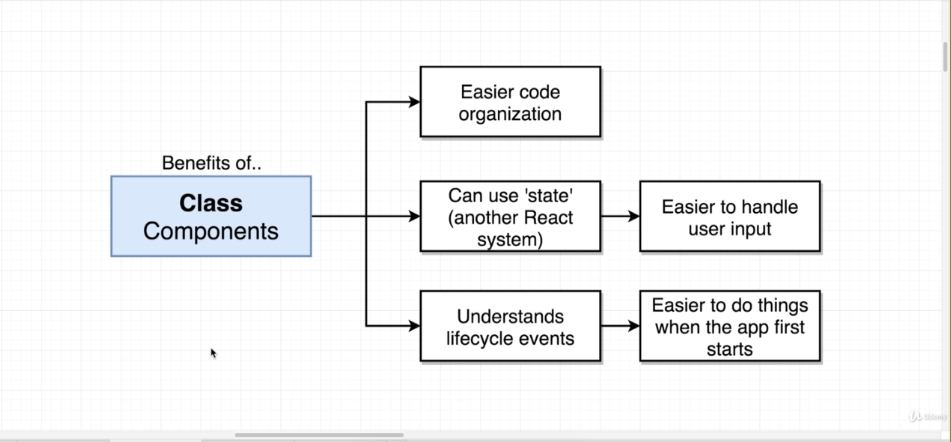 Benefits of..
Class
Components
Easier code
organization
Can use 'state'
(another React
system)
Easier to handle
user input
Understands
lifecycle events
Easier to do things
when the app first
starts
Udemy